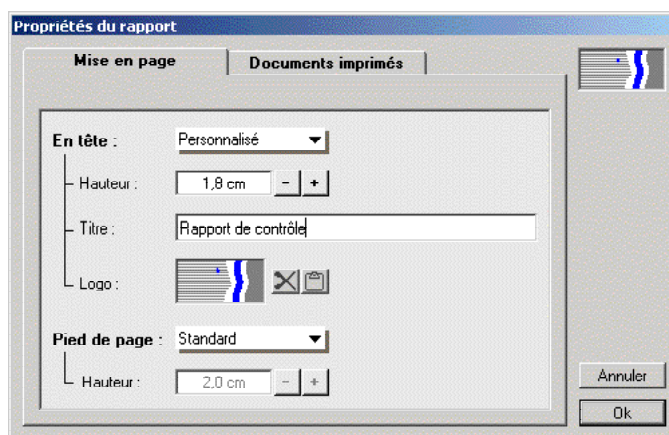 Propriétés du rapport
Mise en page
Documents imprimés
En tête : Personnalisé
Hauteur : 1,8 cm - +
Titre : Rapport de contrôle
Logo :
Pied de page : Standard
Hauteur : 2,0 cm - +
Annuler
Ok